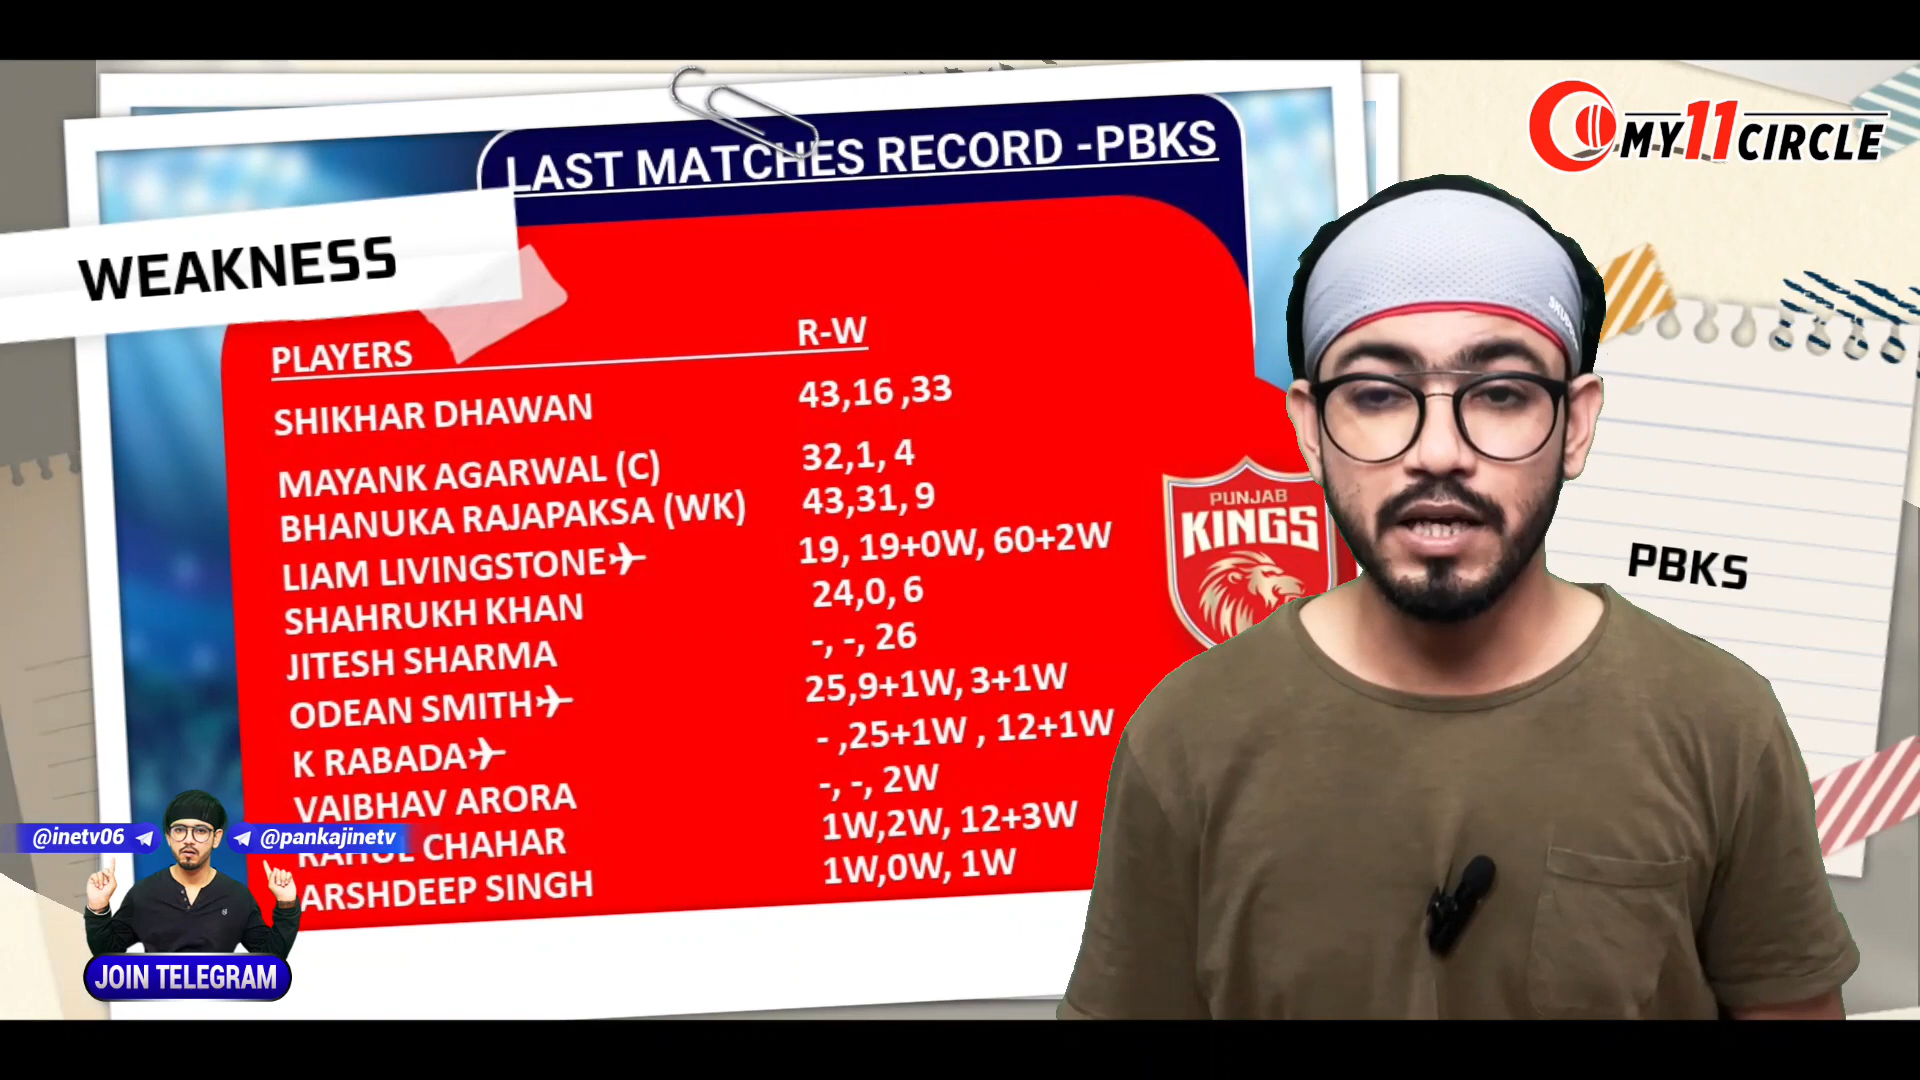 MY11CIRCLE
LAST MATCHES RECORD -PBKS
WEAKNESS
PLAYERS R-W
SHIKHAR DHAWAN 43,16 ,33
MAYANK AGARWAL (C) 32,1, 4
BHANUKA RAJAPAKSA (WK) 43,31, 9
LIAM LIVINGSTONE✈ 19, 19+0W, 60+2W
SHAHRUKH KHAN 24,0, 6
JITESH SHARMA -, -, 26
ODEAN SMITH✈ 25,9+1W, 3+1W
K RABADA✈ - ,25+1W , 12+1W
VAIBHAV ARORA -, -, 2W
RAHUL CHAHAR 1W,2W, 12+3W
ARSHDEEP SINGH 1W,0W, 1W
PUNJAB
KINGS
PBKS
@inetv06 @pankajinetv
JOIN TELEGRAM